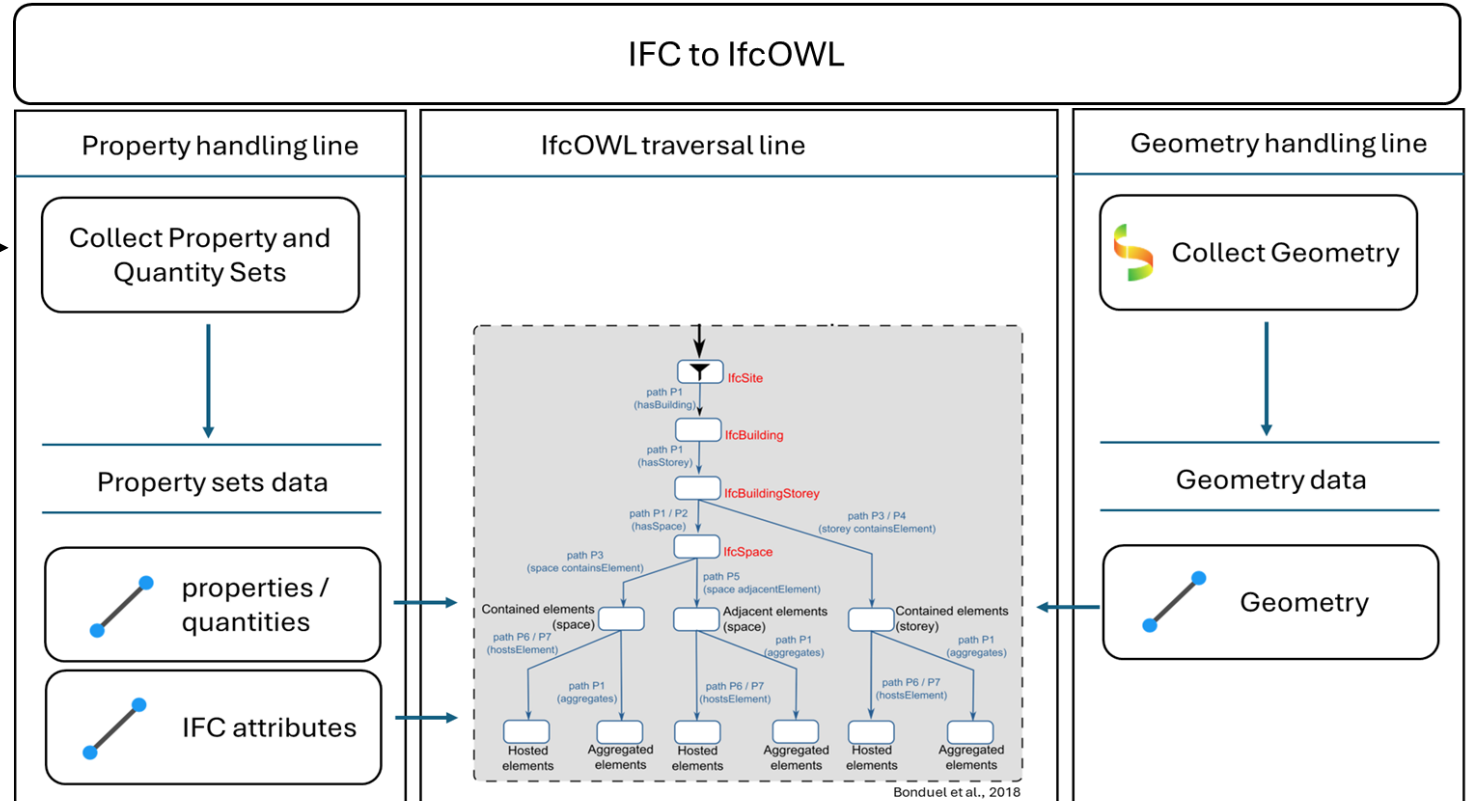 IFC to IfcOWL
Property handling line
Collect Property and
Quantity Sets
Property sets data
properties /
quantities
IFC attributes
IfcOWL traversal line
IfcSite
path P1
(hasBuilding)
IfcBuilding
path P1
(hasStorey)
IfcBuildingStorey
path P1 / P2
(hasSpace)
path P3 / P4
(storey containsElement)
IfcSpace
path P3
(space containsElement)
path P5
(space adjacentElement)
Contained elements
(space)
Adjacent elements
(space)
Contained elements
(storey)
path P6 / P7
(hostsElement)
path P1
(aggregates)
path P6 / P7
(hostsElement)
path P1
(aggregates)
path P6 / P7
(hostsElement)
path P1
(aggregates)
Hosted
elements
Aggregated
elements
Hosted
elements
Aggregated
elements
Hosted
elements
Aggregated
elements
Bonduel et al., 2018
Geometry handling line
Collect Geometry
Geometry data
Geometry